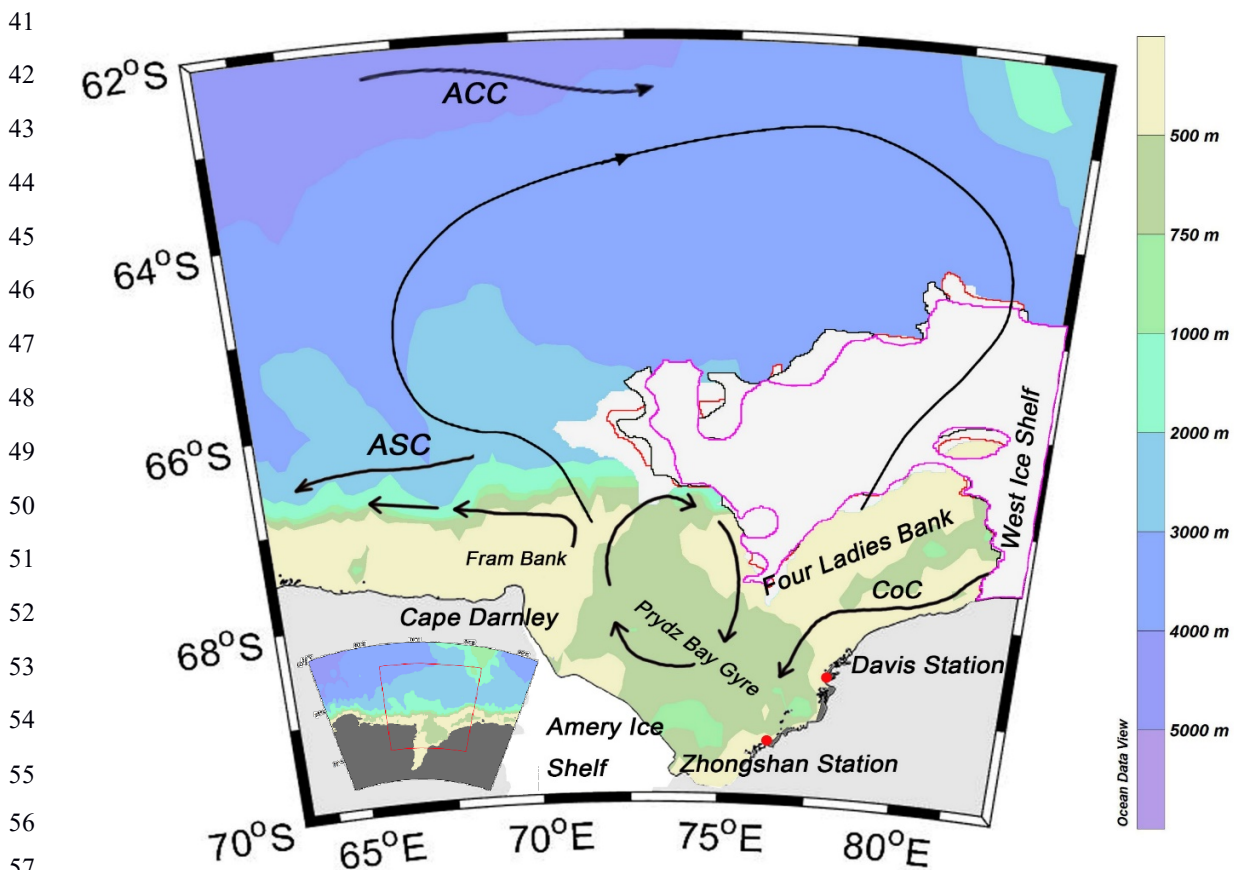 41
42
43
44
45
46
47
48
49
50
51
52
53
54
55
56
57
62°S
64°S
66°S
68°S
70°S
65°E
70°E
75°E
80°E
ACC
ASC
Fram Bank
Cape Darnley
Prydz Bay Gyre
Four Ladies Bank
West Ice Shelf
CoC
Davis Station
Zhongshan Station
Amery Ice
Shelf
500 m
750 m
1000 m
2000 m
3000 m
4000 m
5000 m
Ocean Data View